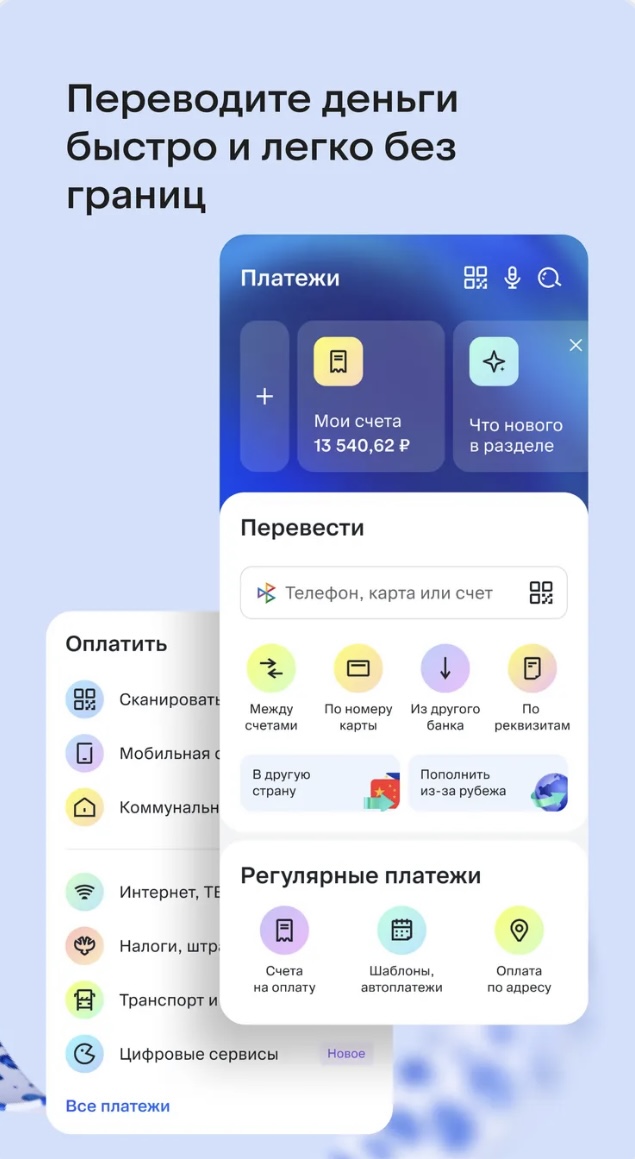 Переводите деньги
быстро и легко без
границ
Платежи
Мои счета
13 540,62 ₽
Что нового
в разделе
Перевести
Телефон, карта или счет
Между
счетами
По номеру
карты
Из другого
банка
По
реквизитам
В другую
страну
Пополнить
из-за рубежа
Регулярные платежи
Счета
на оплату
Шаблоны,
автоплатежи
Оплата
по адресу
Оплатить
Сканировать
Мобильная с
Коммунальн
Интернет, ТВ
Налоги, штра
Транспорт и
Цифровые сервисы
Новое
Все платежи